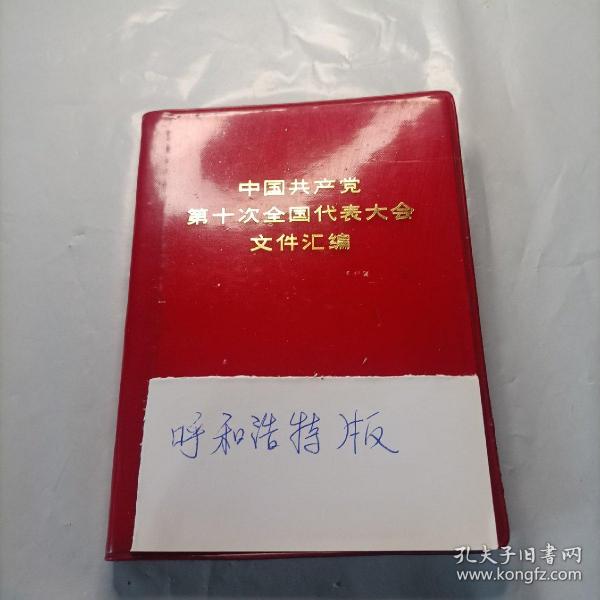 中国共产党
第十次全国代表大会
文件汇编
呼和浩特版
孔夫子旧书网
www.kongfz.com